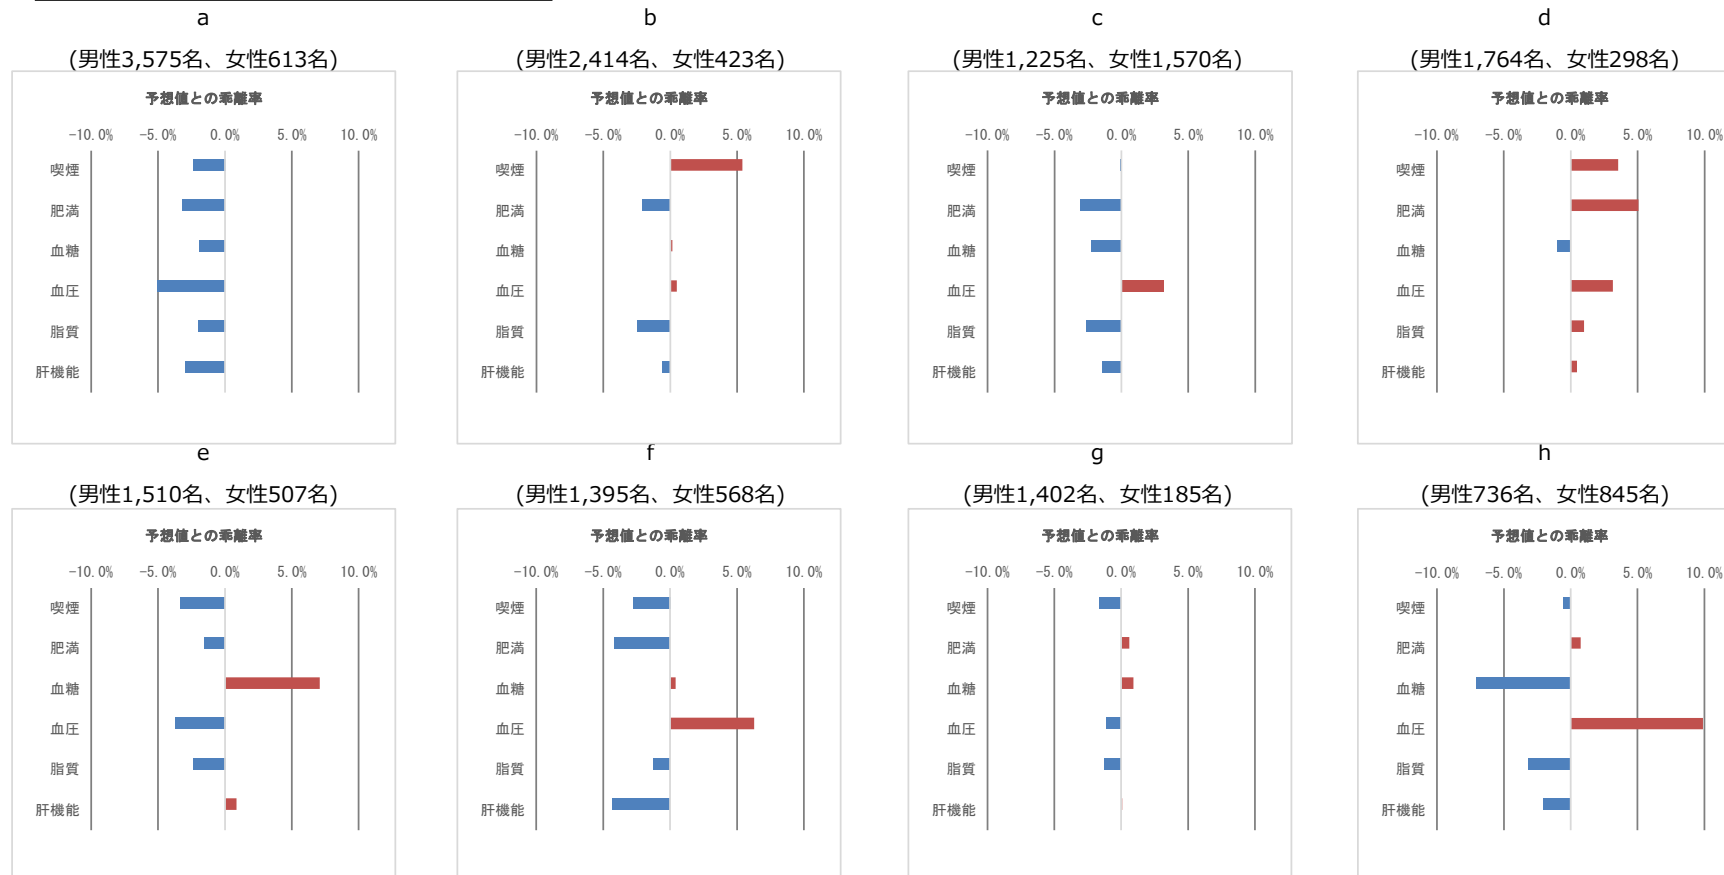 a
(男性3,575名、女性613名)
予想値との乖離率
-10.0% -5.0% 0.0% 5.0% 10.0%
喫煙
肥満
血糖
血圧
脂質
肝機能
b
(男性2,414名、女性423名)
予想値との乖離率
-10.0% -5.0% 0.0% 5.0% 10.0%
喫煙
肥満
血糖
血圧
脂質
肝機能
c
(男性1,225名、女性1,570名)
予想値との乖離率
-10.0% -5.0% 0.0% 5.0% 10.0%
喫煙
肥満
血糖
血圧
脂質
肝機能
d
(男性1,764名、女性298名)
予想値との乖離率
-10.0% -5.0% 0.0% 5.0% 10.0%
喫煙
肥満
血糖
血圧
脂質
肝機能
e
(男性1,510名、女性507名)
予想値との乖離率
-10.0% -5.0% 0.0% 5.0% 10.0%
喫煙
肥満
血糖
血圧
脂質
肝機能
f
(男性1,395名、女性568名)
予想値との乖離率
-10.0% -5.0% 0.0% 5.0% 10.0%
喫煙
肥満
血糖
血圧
脂質
肝機能
g
(男性1,402名、女性185名)
予想値との乖離率
-10.0% -5.0% 0.0% 5.0% 10.0%
喫煙
肥満
血糖
血圧
脂質
肝機能
h
(男性736名、女性845名)
予想値との乖離率
-10.0% -5.0% 0.0% 5.0% 10.0%
喫煙
肥満
血糖
血圧
脂質
肝機能